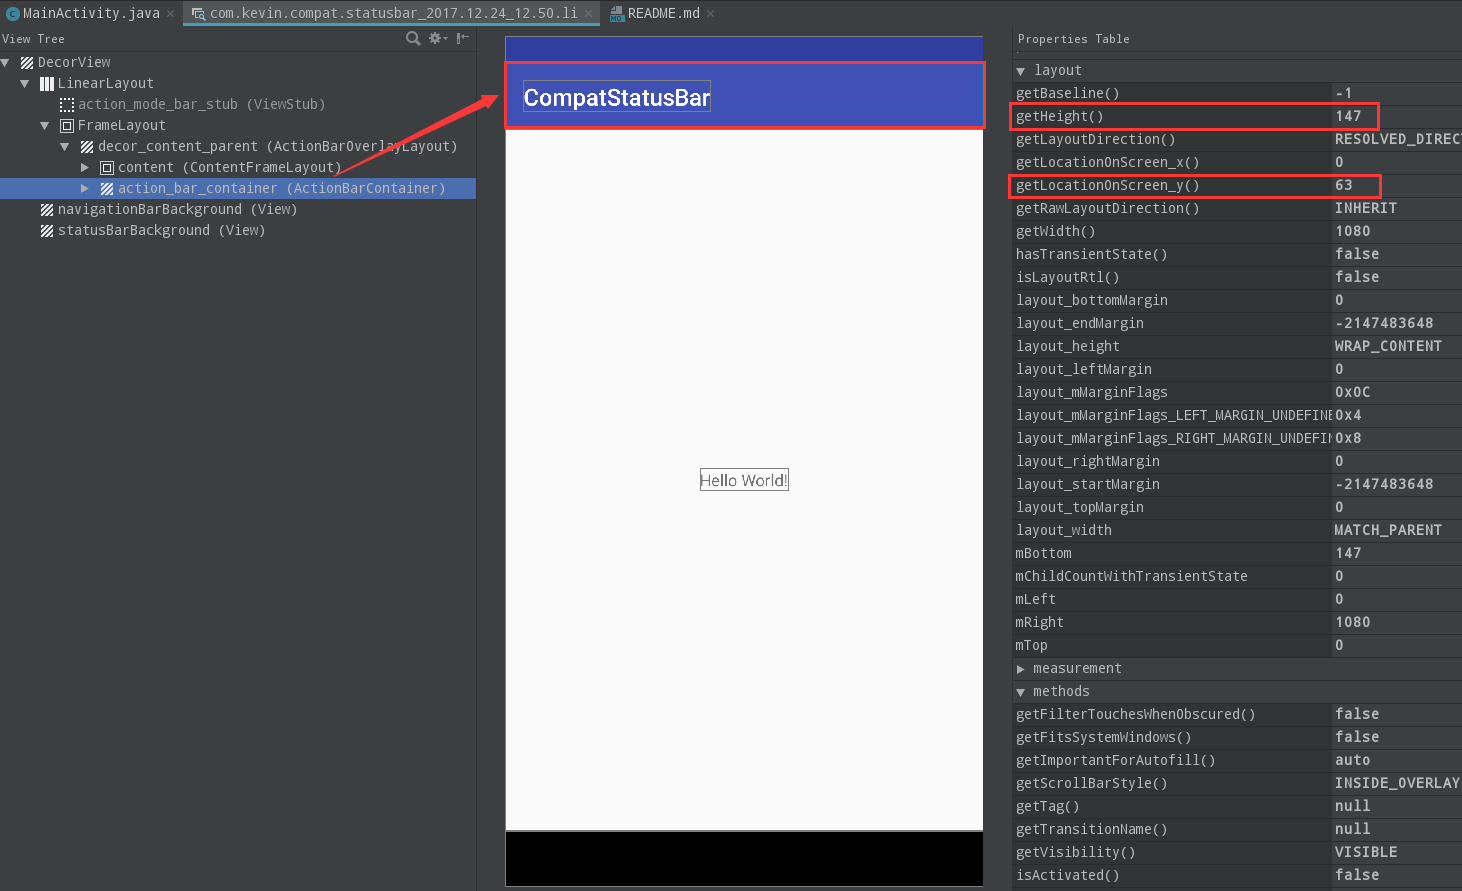 MainActivity.java
com.kevin.compat.statusbar_2017.12.24_12.50.li
README.md
View Tree
DecorView
LinearLayout
action_mode_bar_stub (ViewStub)
FrameLayout
decor_content_parent (ActionBarOverlayLayout)
content (ContentFrameLayout)
action_bar_container (ActionBarContainer)
navigationBarBackground (View)
statusBarBackground (View)
CompatStatusBar
Hello World!
Properties Table
layout
getBaseline() -1
getHeight() 147
getLayoutDirection() RESOLVED_DIRECT
getLocationOnScreen_x() 0
getLocationOnScreen_y() 63
getRawLayoutDirection() INHERIT
getWidth() 1080
hasTransientState() false
isLayoutRtl() false
layout_bottomMargin 0
layout_endMargin -2147483648
layout_height WRAP_CONTENT
layout_leftMargin 0
layout_mMarginFlags 0x0C
layout_mMarginFlags_LEFT_MARGIN_UNDEFINE 0x4
layout_mMarginFlags_RIGHT_MARGIN_UNDEFIN 0x8
layout_rightMargin 0
layout_startMargin -2147483648
layout_topMargin 0
layout_width MATCH_PARENT
mBottom 147
mChildCountWithTransientState 0
mLeft 0
mRight 1080
mTop 0
measurement
methods
getFilterTouchesWhenObscured() false
getFitsSystemWindows() false
getImportantForAutofill() auto
getScrollBarStyle() INSIDE_OVERLAY
getTag() null
getTransitionName() null
getVisibility() VISIBLE
isActivated() false